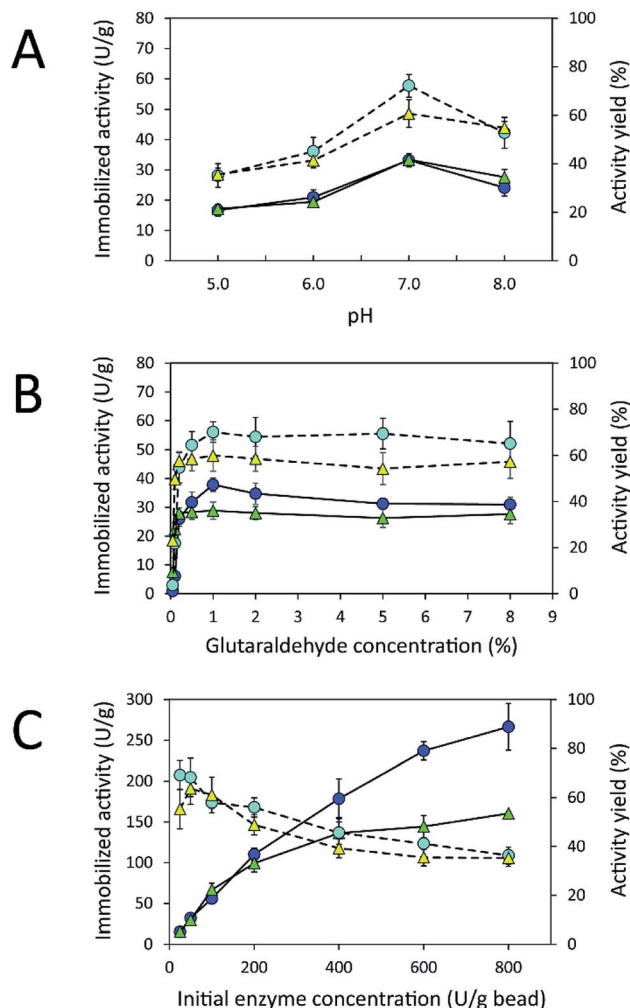 A
Immobilized activity (U/g)
80
70
60
50
40
30
20
10
0
100
80
60
40
20
0
Activity yield (%)
5.0 6.0 7.0 8.0
pH
B
Immobilized activity (U/g)
80
70
60
50
40
30
20
10
0
100
80
60
40
20
0
Activity yield (%)
0 1 2 3 4 5 6 7 8 9
Glutaraldehyde concentration (%)
C
Immobilized activity (U/g)
300
250
200
150
100
50
0
100
80
60
40
20
0
Activity yield (%)
0 200 400 600 800
Initial enzyme concentration (U/g bead)